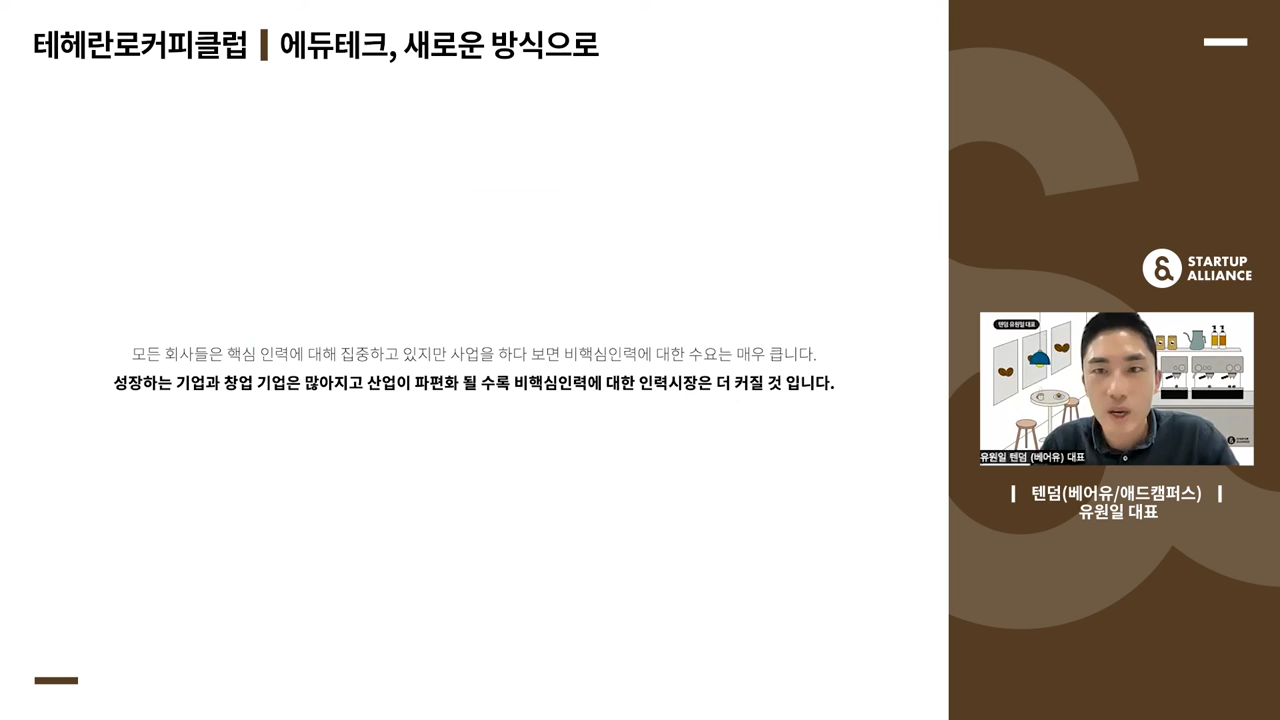 테헤란로커피클럽 | 에듀테크, 새로운 방식으로
모든 회사들은 핵심 인력에 대해 집중하고 있지만 사업을 하다 보면 비핵심인력에 대한 수요는 매우 큽니다.
성장하는 기업과 창업 기업은 많아지고 산업이 파편화 될 수록 비핵심인력에 대한 인력시장은 더 커질 것 입니다.
STARTUP
ALLIANCE
텐덤 유원일 대표
유원일 텐덤 (베어유) 대표
| 텐덤(베어유/애드캠퍼스) |
유원일 대표